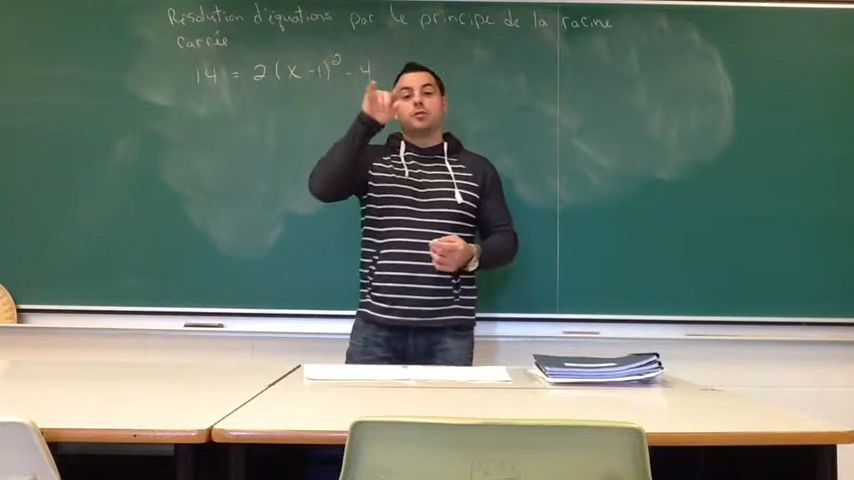 Résolution d'équations par le principe de la racine
carrée
14 = 2(x-1)² - 4